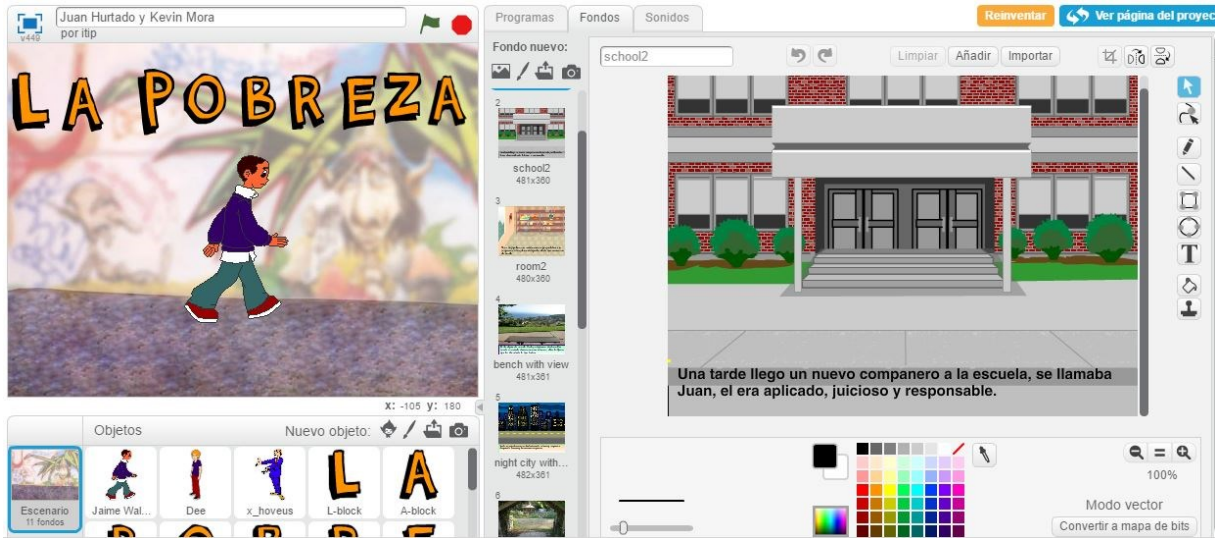 Juan Hurtado y Kevin Mora
por itip
v449
LA POBREZA
X: -105 y: 180
Objetos
Nuevo objeto:
Escenario
11 fondos
Jaime Wal...
Dee
x_hoveus
L-block
A-block
L
A
P O B R E
Programas
Fondos
Sonidos
Reinventar
Ver página del proyec
Fondo nuevo:
2
school2
481x360
3
room2
480x360
4
bench with view
481x361
5
night city with...
482x361
6
school2
Limpiar
Añadir
Importar
T
Una tarde llego un nuevo companero a la escuela, se llamaba
Juan, el era aplicado, juicioso y responsable.
100%
Modo vector
Convertir a mapa de bits